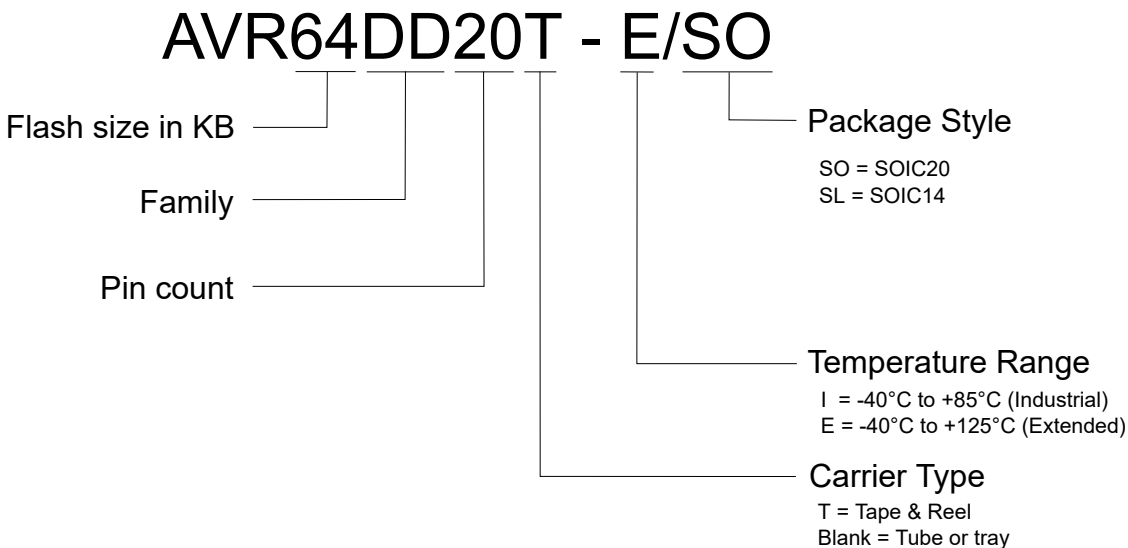 AVR64DD20T - E/SO
Flash size in KB
Family
Pin count
Package Style
SO = SOIC20
SL = SOIC14
Temperature Range
I = -40°C to +85°C (Industrial)
E = -40°C to +125°C (Extended)
Carrier Type
T = Tape & Reel
Blank = Tube or tray